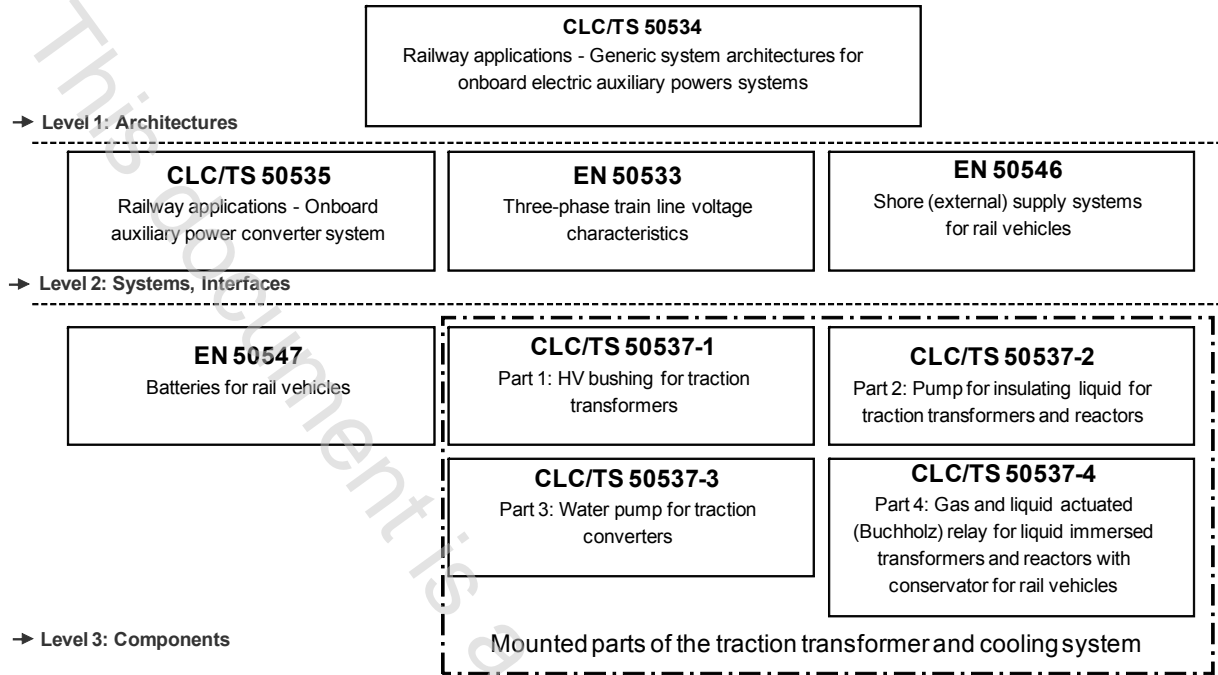 CLC/TS 50534
Railway applications - Generic system architectures for
onboard electric auxiliary powers systems
Level 1: Architectures
CLC/TS 50535
Railway applications - Onboard
auxiliary power converter system
EN 50533
Three-phase train line voltage
characteristics
EN 50546
Shore (external) supply systems
for rail vehicles
Level 2: Systems, Interfaces
EN 50547
Batteries for rail vehicles
CLC/TS 50537-1
Part 1: HV bushing for traction
transformers
CLC/TS 50537-2
Part 2: Pump for insulating liquid for
traction transformers and reactors
CLC/TS 50537-3
Part 3: Water pump for traction
converters
CLC/TS 50537-4
Part 4: Gas and liquid actuated
(Buchholz) relay for liquid immersed
transformers and reactors with
conservator for rail vehicles
Level 3: Components
Mounted parts of the traction transformer and cooling system
This document is a